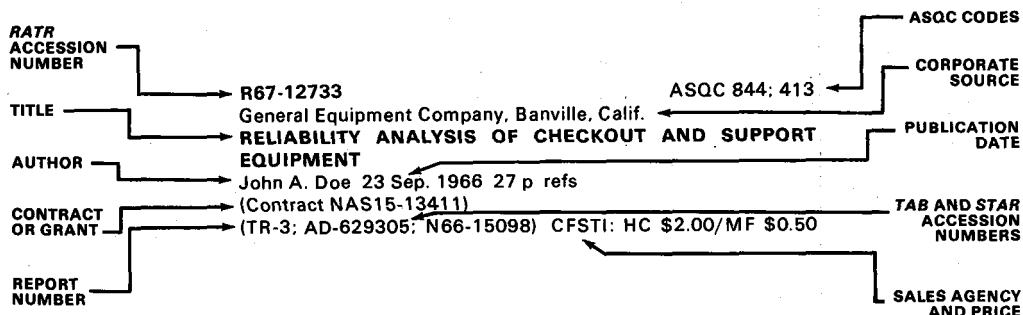 RATR
ACCESSION
NUMBER
TITLE
AUTHOR
CONTRACT
OR GRANT
REPORT
NUMBER
R67-12733 ASQC 844; 413
General Equipment Company, Banville, Calif.
RELIABILITY ANALYSIS OF CHECKOUT AND SUPPORT
EQUIPMENT
John A. Doe 23 Sep. 1966 27 p refs
(Contract NAS15-13411)
(TR-3; AD-629305; N66-15098) CFSTI: HC $2.00/MF $0.50
ASQC CODES
CORPORATE
SOURCE
PUBLICATION
DATE
TAB AND STAR
ACCESSION
NUMBERS
SALES AGENCY
AND PRICE